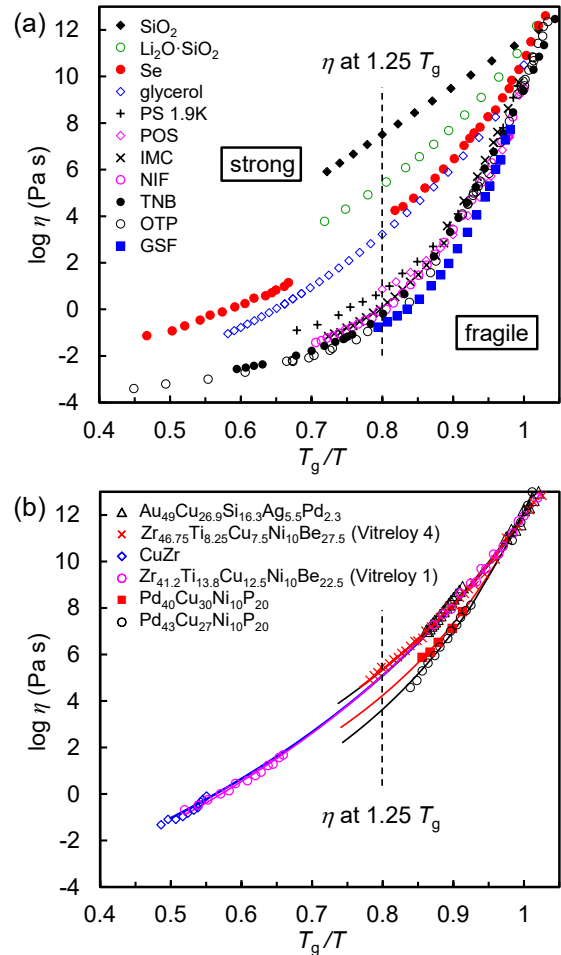 (a)
12
10
8
6
4
2
0
-2
-4
log η (Pa s)
SiO₂
Li₂O·SiO₂
Se
glycerol
PS 1.9K
POS
IMC
NIF
TNB
OTP
GSF
η at 1.25 Tg
strong
fragile
0.4 0.5 0.6 0.7 0.8 0.9 1
Tg/T
(b)
12
10
8
6
4
2
0
-2
-4
log η (Pa s)
Au₄₉Cu₂₆.₉Si₁₆.₃Ag₅.₅Pd₂.₃
Zr₄₆.₇₅Ti₈.₂₅Cu₇.₅Ni₁₀Be₂₇.₅ (Vitreloy 4)
CuZr
Zr₄₁.₂Ti₁₃.₈Cu₁₂.₅Ni₁₀Be₂₂.₅ (Vitreloy 1)
Pd₄₀Cu₃₀Ni₁₀P₂₀
Pd₄₃Cu₂₇Ni₁₀P₂₀
η at 1.25 Tg
0.4 0.5 0.6 0.7 0.8 0.9 1
Tg/T